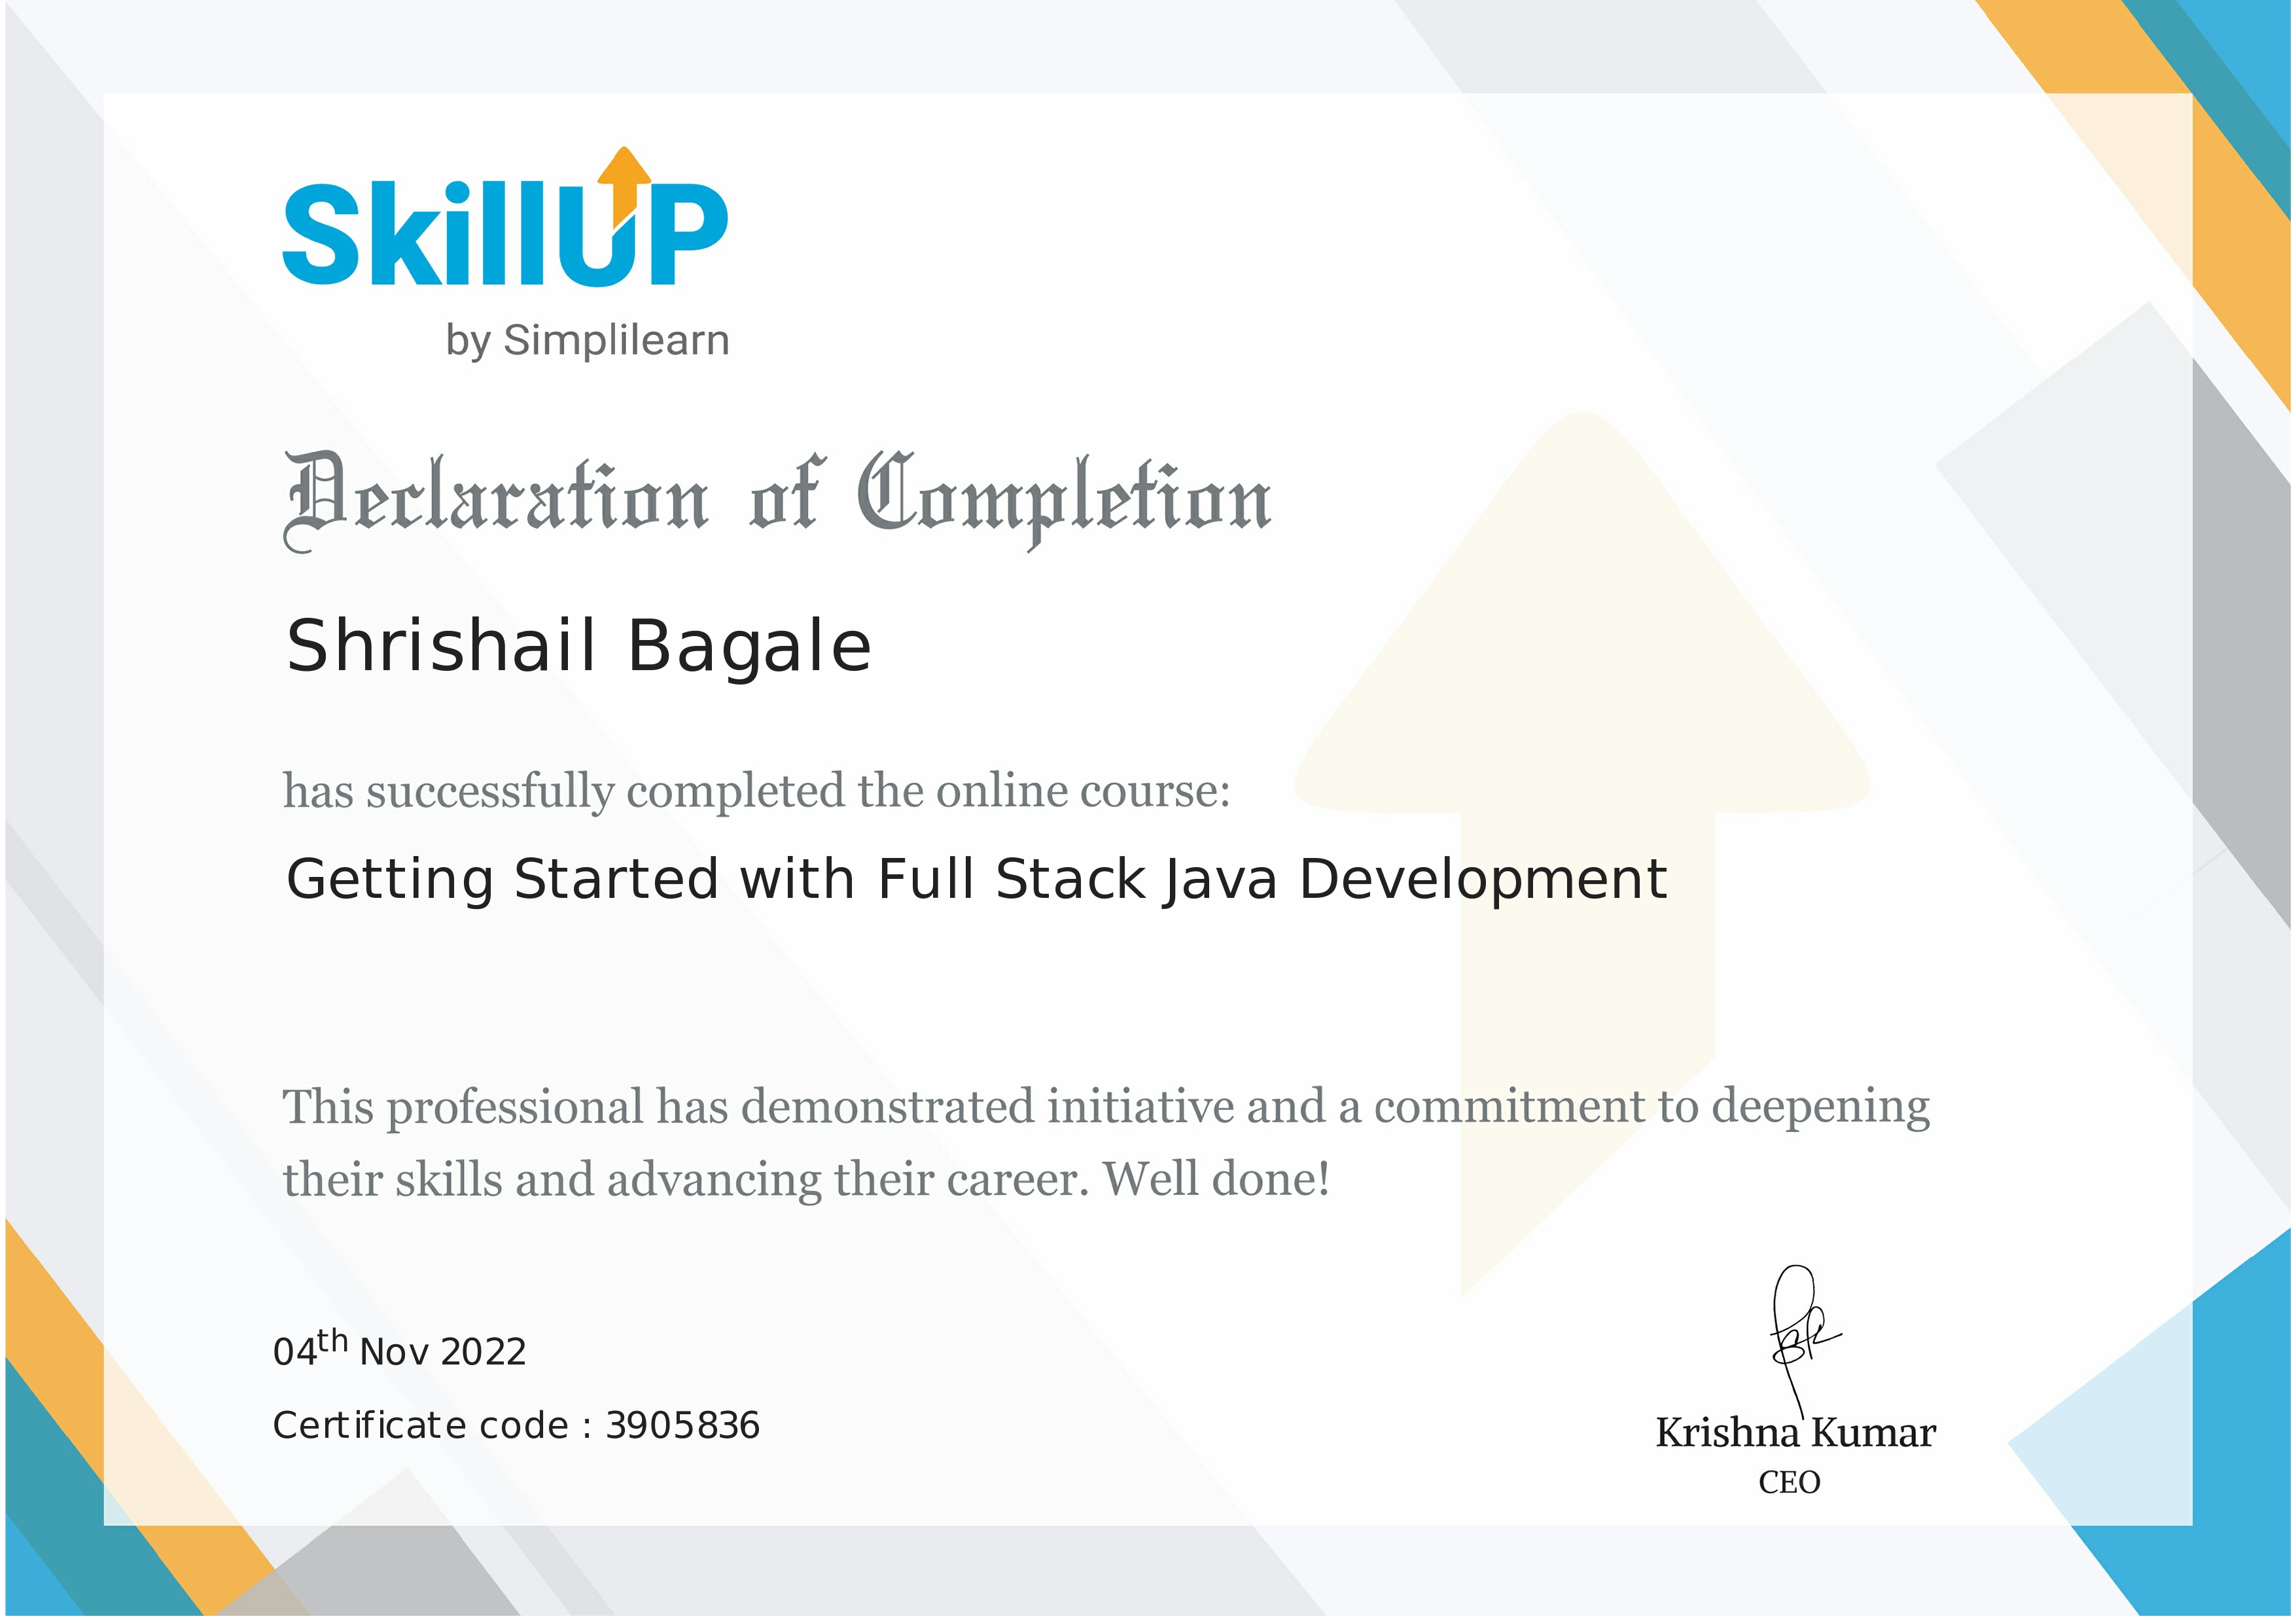 SkillUP
by Simplilearn
Declaration of Completion
Shrishail Bagale
has successfully completed the online course:
Getting Started with Full Stack Java Development
This professional has demonstrated initiative and a commitment to deepening
their skills and advancing their career. Well done!
04th Nov 2022
Certificate code : 3905836
Krishna Kumar
CEO